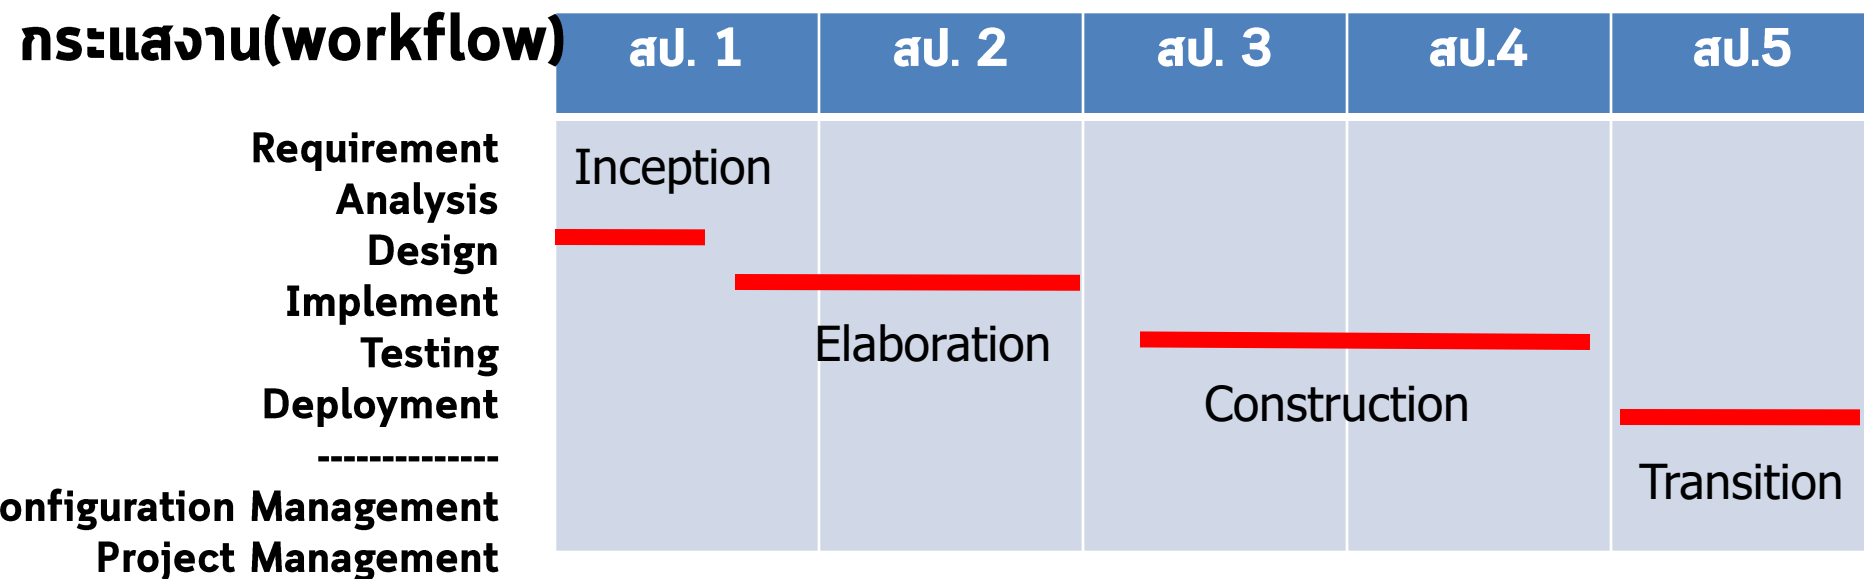 กระแสงาน(workflow)
สป. 1
สป. 2
สป. 3
สป.4
สป.5
Requirement
Analysis
Design
Implement
Testing
Deployment
--------------
onfiguration Management
Project Management
Inception
Elaboration
Construction
Transition